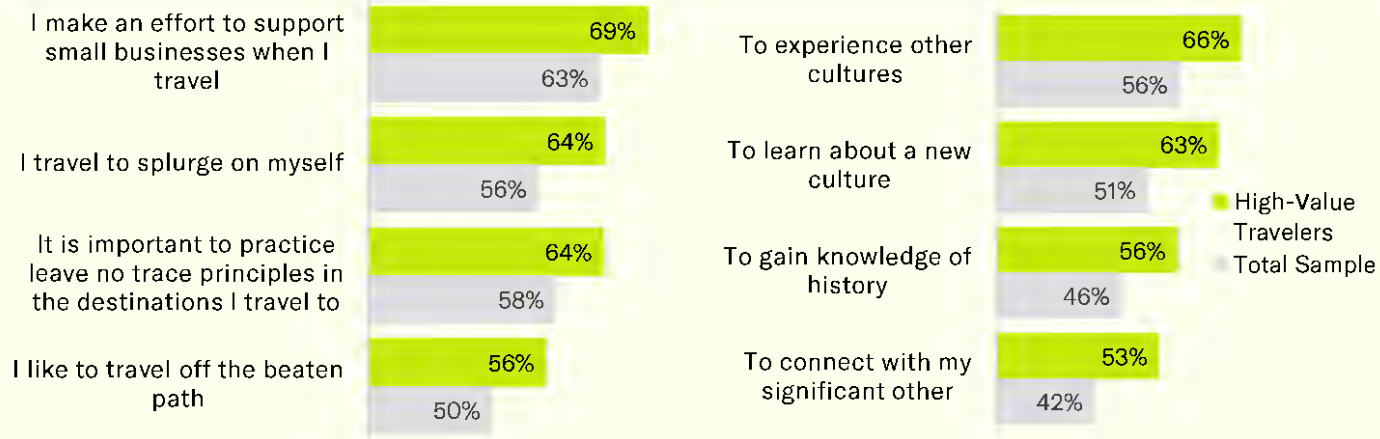 I make an effort to support
small businesses when I
travel
69%
63%
I travel to splurge on myself
64%
56%
It is important to practice
leave no trace principles in
the destinations I travel to
64%
58%
I like to travel off the beaten
path
56%
50%
To experience other
cultures
66%
56%
To learn about a new
culture
63%
51%
To gain knowledge of
history
56%
46%
To connect with my
significant other
53%
42%
High-Value
Travelers
Total Sample